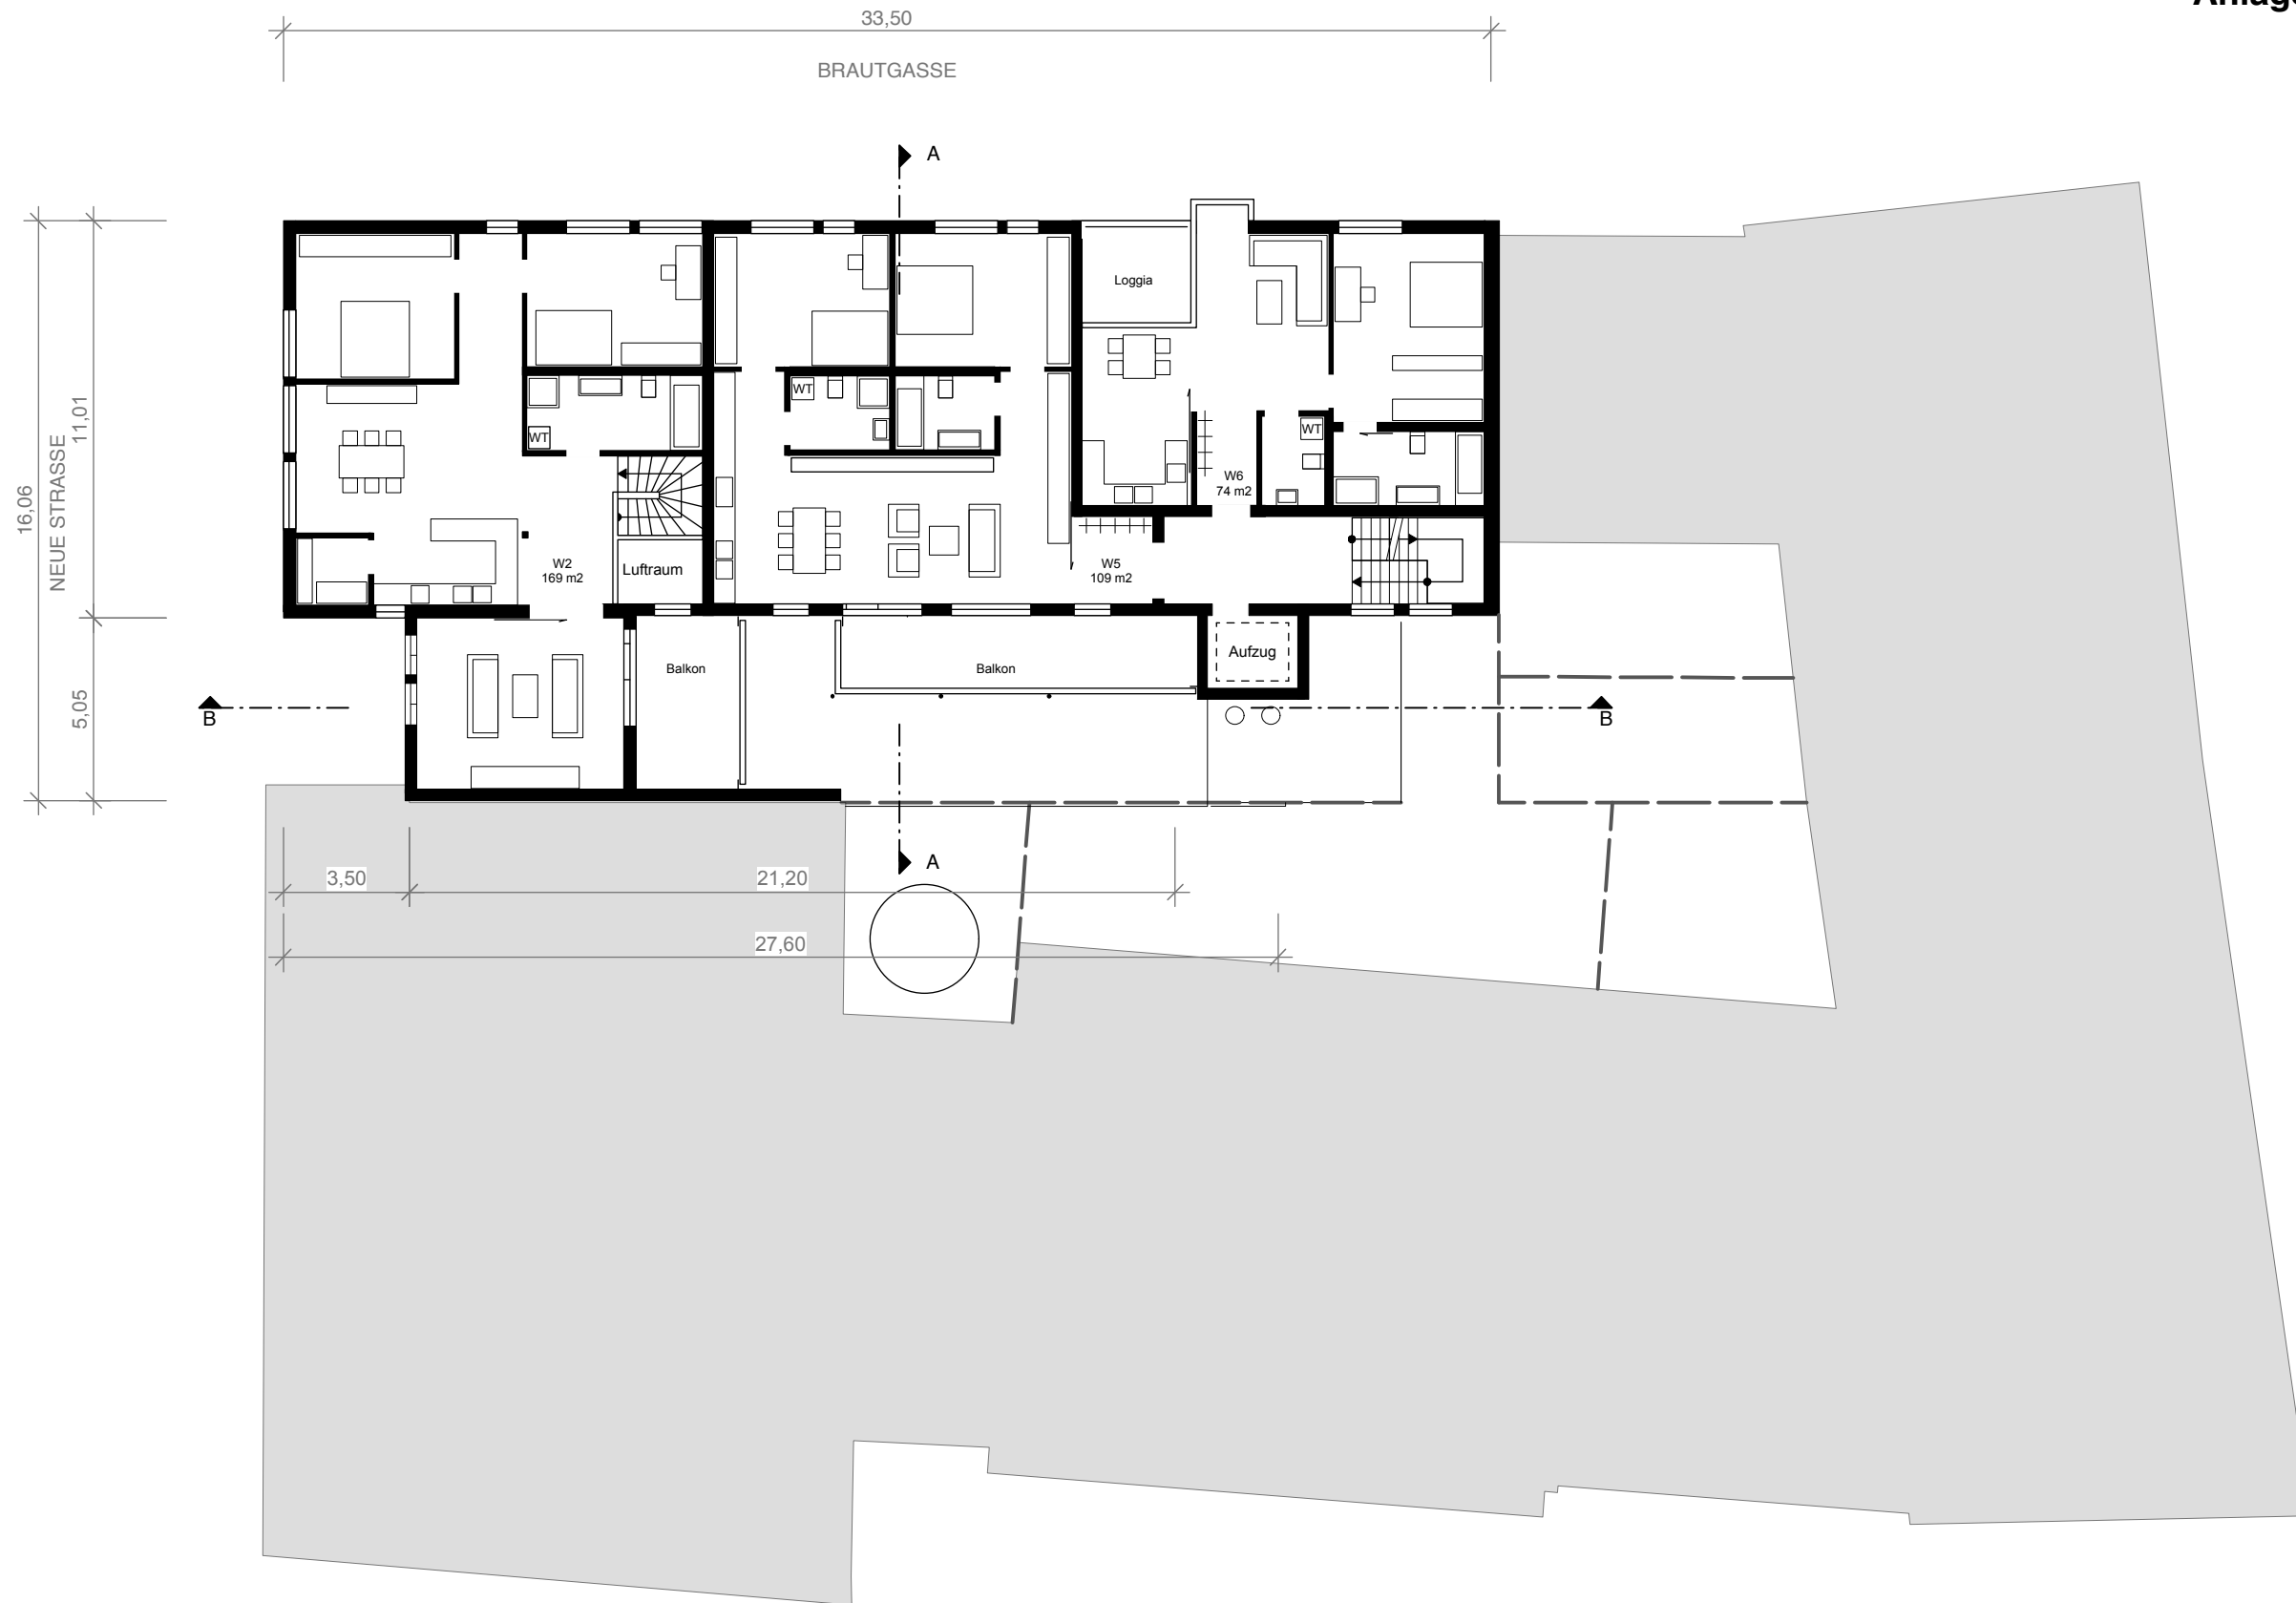 Anlage
33,50
BRAUTGASSE
A
Loggia
WT
WT
WT
W6
74 m2
11,01
NEUE STRASSE
16,06
W2
169 m2
Luftraum
W5
109 m2
Balkon
Balkon
Aufzug
5,05
B
B
A
3,50
21,20
27,60